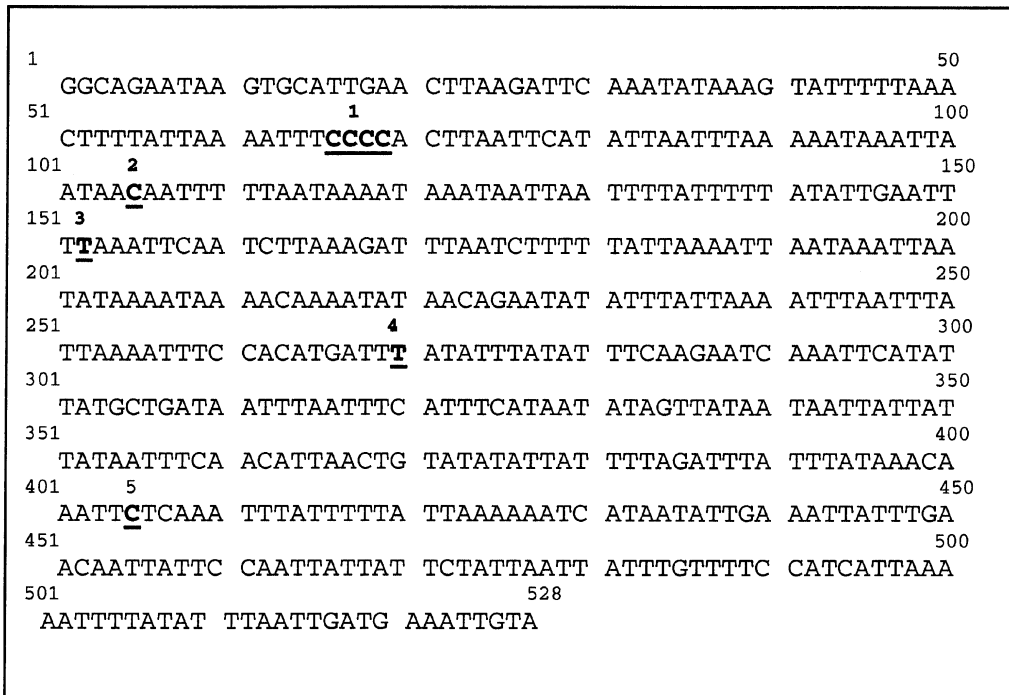 1 50
GGCAGAATAA GTGCATTGAA CTTAAGATTC AAATATAAAG TATTTTTAAA
51 1 100
CTTTTATTAA AATTTCCCCA CTTAATTCAT ATTAATTTAA AAATAAATTA
101 2 150
ATAACAATTT TTAATAAAAT AAATAATTAA TTTTATTTTT ATATTGAATT
151 3 200
TTAAATTCAA TCTTAAAGAT TTAATCTTTT TATTAAAATT AATAAATTAA
201 250
TATAAAATAA AACAAAATAT AACAGAATAT ATTTATTAAA ATTTAATTTA
251 4 300
TTAAAATTTC CACATGATTT ATATTTATAT TTCAAGAATC AAATTCATAT
301 350
TATGCTGATA ATTTAATTTC ATTTCATAAT ATAGTTATAA TAATTATTAT
351 400
TATAATTTCA ACATTAACTG TATATATTAT TTTAGATTTA TTTATAAACA
401 5 450
AATTCTCAAA TTTATTTTTA TTAAAAAATC ATAATATTGA AATTATTTGA
451 500
ACAATTATTC CAATTATTAT TCTATTAATT ATTTGTTTTC CATCATTAAA
501 528
AATTTTATAT TTAATTGATG AAATTGTA